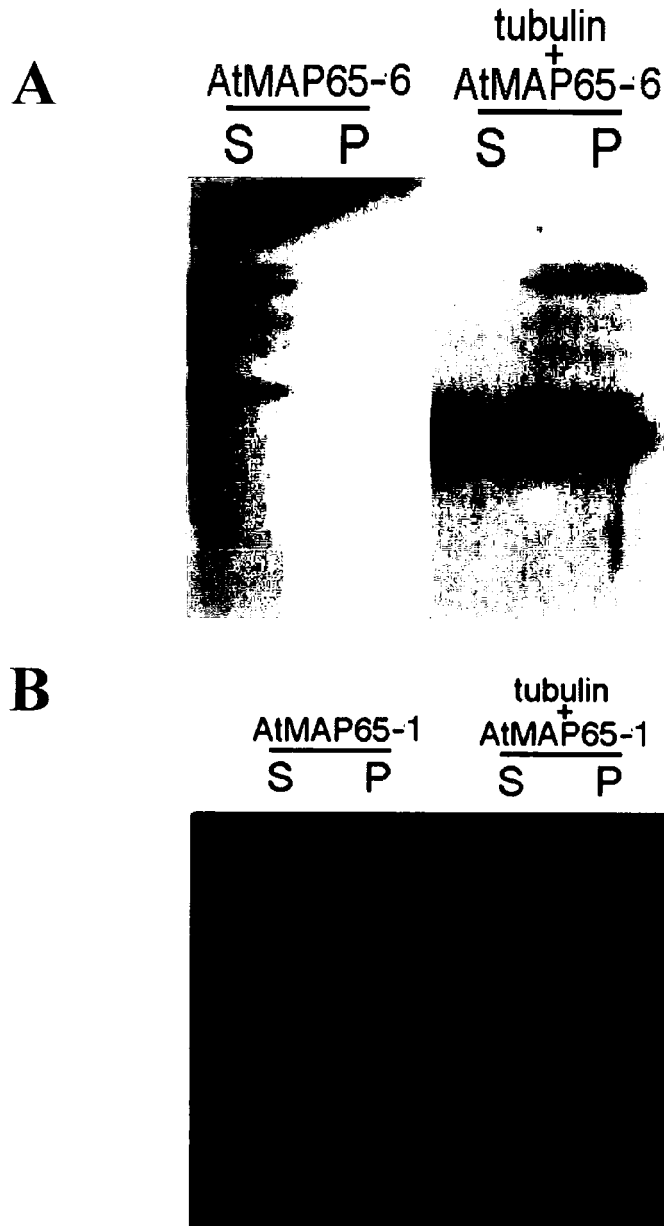 A
AtMAP65-6
S P
tubulin
+
AtMAP65-6
S P
B
AtMAP65-1
S P
tubulin
+
AtMAP65-1
S P